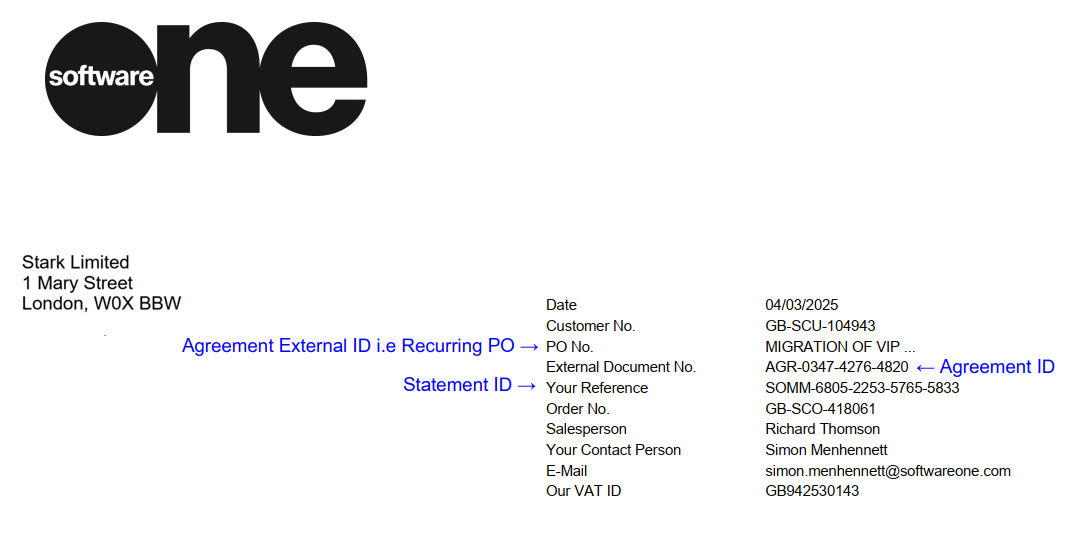 software one
Stark Limited
1 Mary Street
London, W0X BBW
Date 04/03/2025
Customer No. GB-SCU-104943
Agreement External ID i.e Recurring PO → PO No. MIGRATION OF VIP ...
External Document No. AGR-0347-4276-4820 ← Agreement ID
Statement ID → Your Reference SOMM-6805-2253-5765-5833
Order No. GB-SCO-418061
Salesperson Richard Thomson
Your Contact Person Simon Menhennett
E-Mail simon.menhennett@softwareone.com
Our VAT ID GB942530143